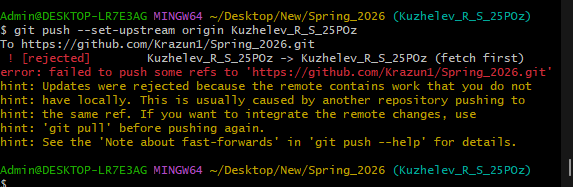 Admin@DESKTOP-LR7E3AG MINGW64 ~/Desktop/New/Spring_2026 (Kuzhelev_R_S_25POz)
$ git push --set-upstream origin Kuzhelev_R_S_25POz
To https://github.com/Krazun1/Spring_2026.git
 ! [rejected]        Kuzhelev_R_S_25POz -> Kuzhelev_R_S_25POz (fetch first)
error: failed to push some refs to 'https://github.com/Krazun1/Spring_2026.git'
hint: Updates were rejected because the remote contains work that you do not
hint: have locally. This is usually caused by another repository pushing to
hint: the same ref. If you want to integrate the remote changes, use
hint: 'git pull' before pushing again.
hint: See the 'Note about fast-forwards' in 'git push --help' for details.
Admin@DESKTOP-LR7E3AG MINGW64 ~/Desktop/New/Spring_2026 (Kuzhelev_R_S_25POz)
$